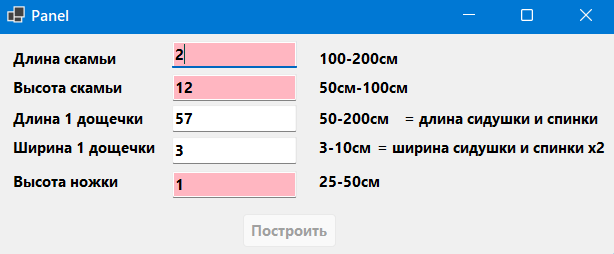 Panel
Длина скамьи 2 100-200см
Высота скамьи 12 50см-100см
Длина 1 дощечки 57 50-200см = длина сидушки и спинки
Ширина 1 дощечки 3 3-10см = ширина сидушки и спинки x2
Высота ножки 1 25-50см
Построить